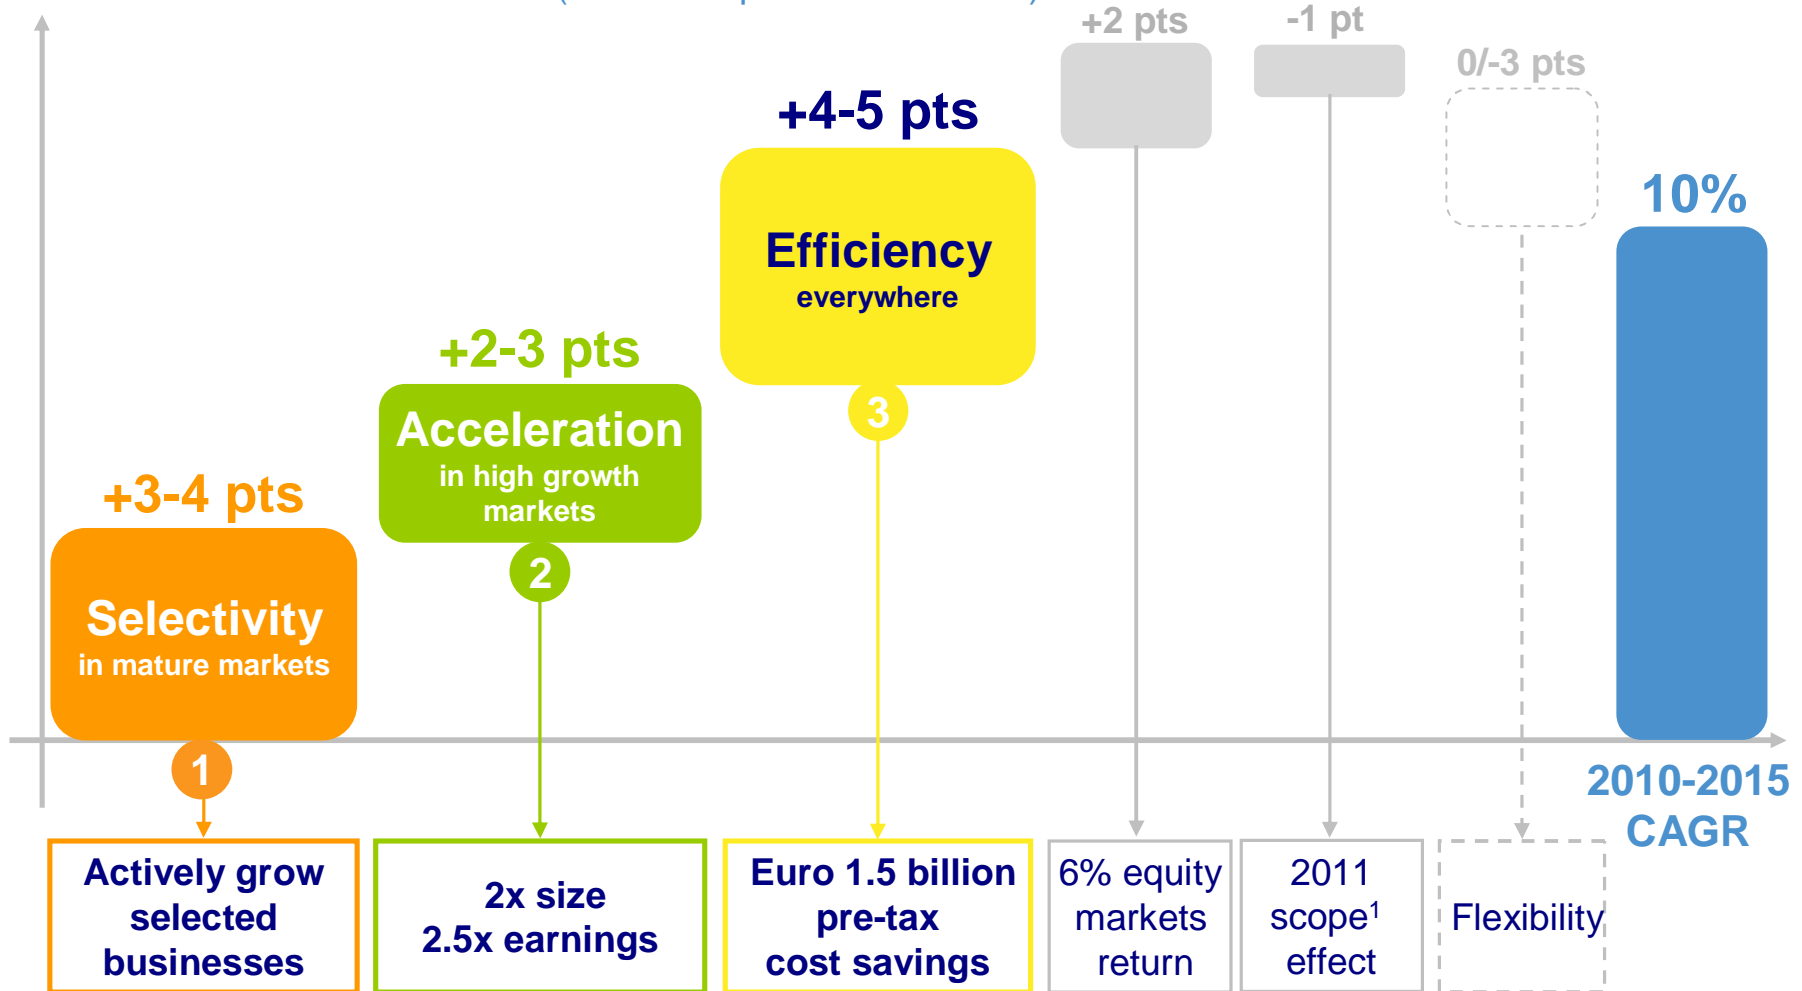 +2 pts
-1 pt
0/-3 pts
+4-5 pts
10%
Efficiency
everywhere
+2-3 pts
Acceleration
in high growth
markets
3
+3-4 pts
2
Selectivity
in mature markets
1
2010-2015
CAGR
Actively grow
selected
businesses
2x size
2.5x earnings
Euro 1.5 billion
pre-tax
cost savings
6% equity
markets
return
2011
scope¹
effect
Flexibility